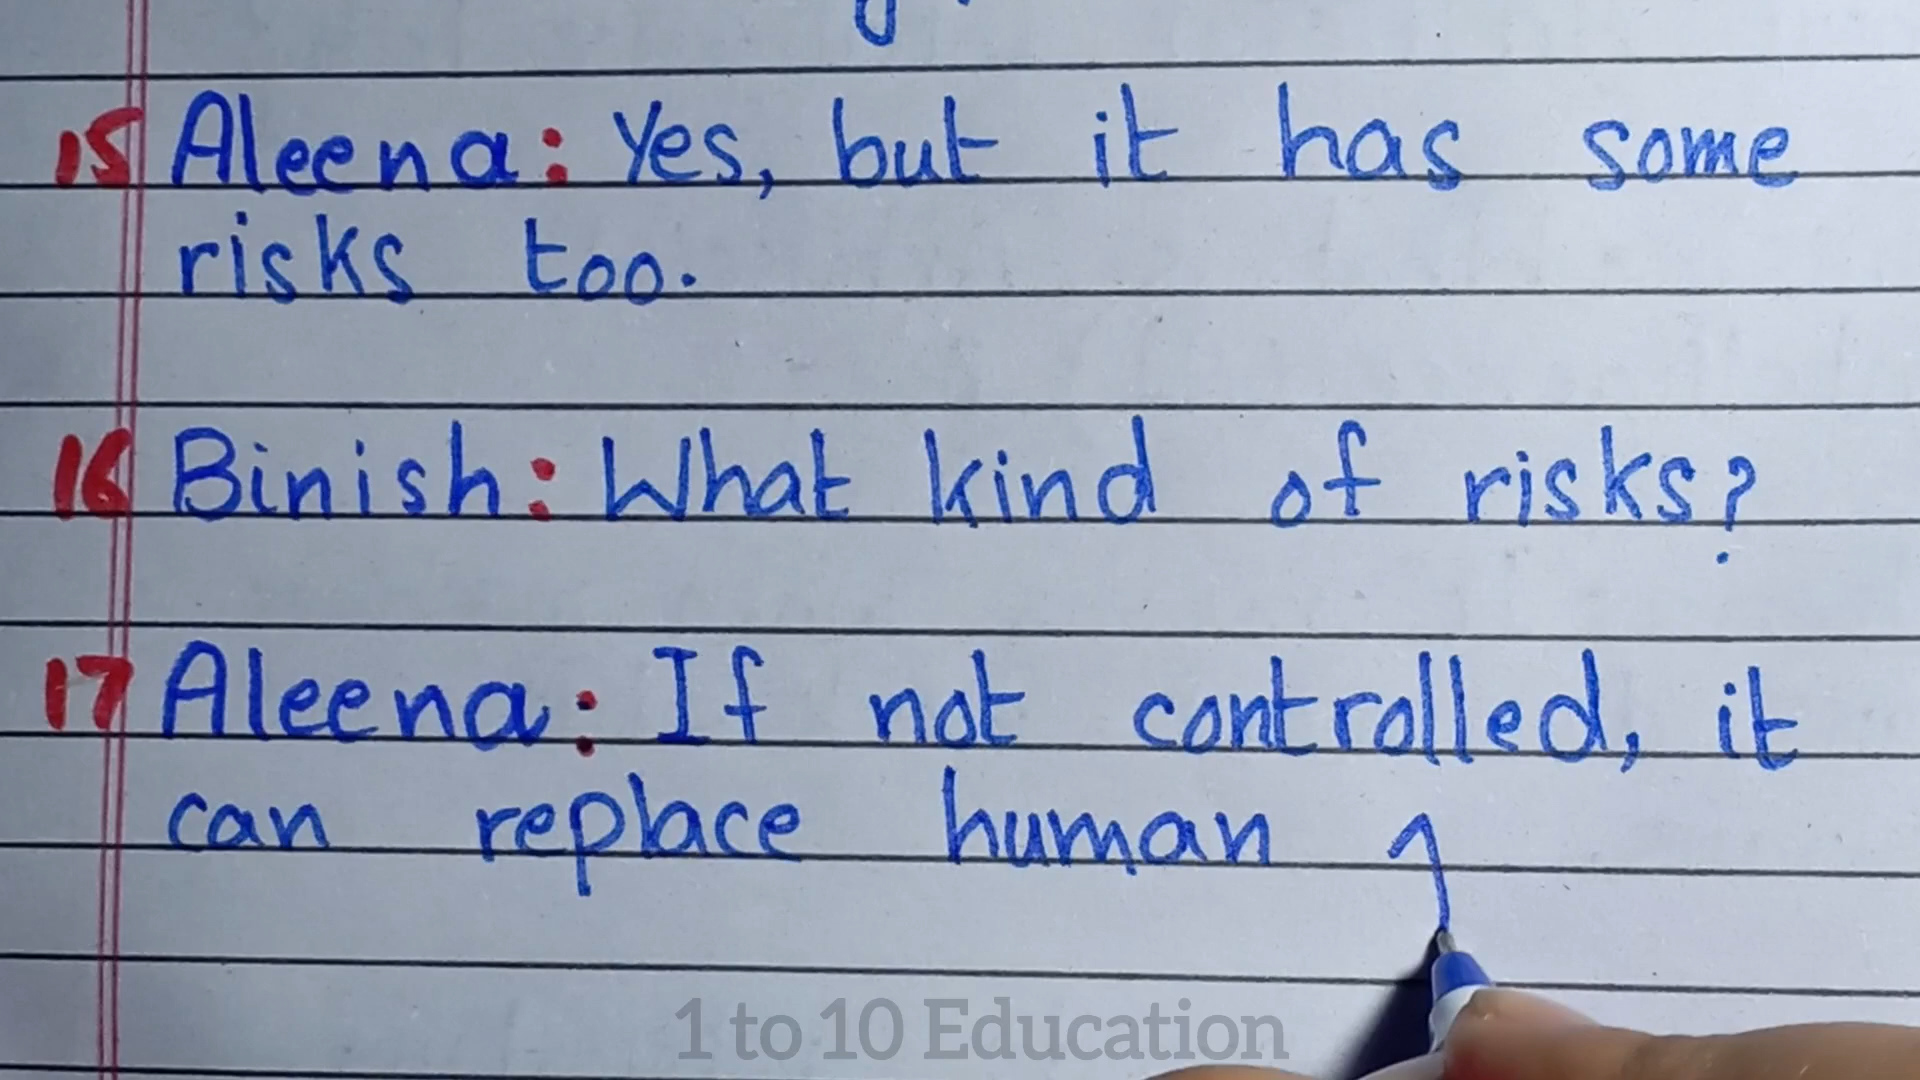 15 Aleena: Yes, but it has some
risks too.
16 Binish: What kind of risks?
17 Aleena: If not controlled, it
can replace human
1 to 10 Education